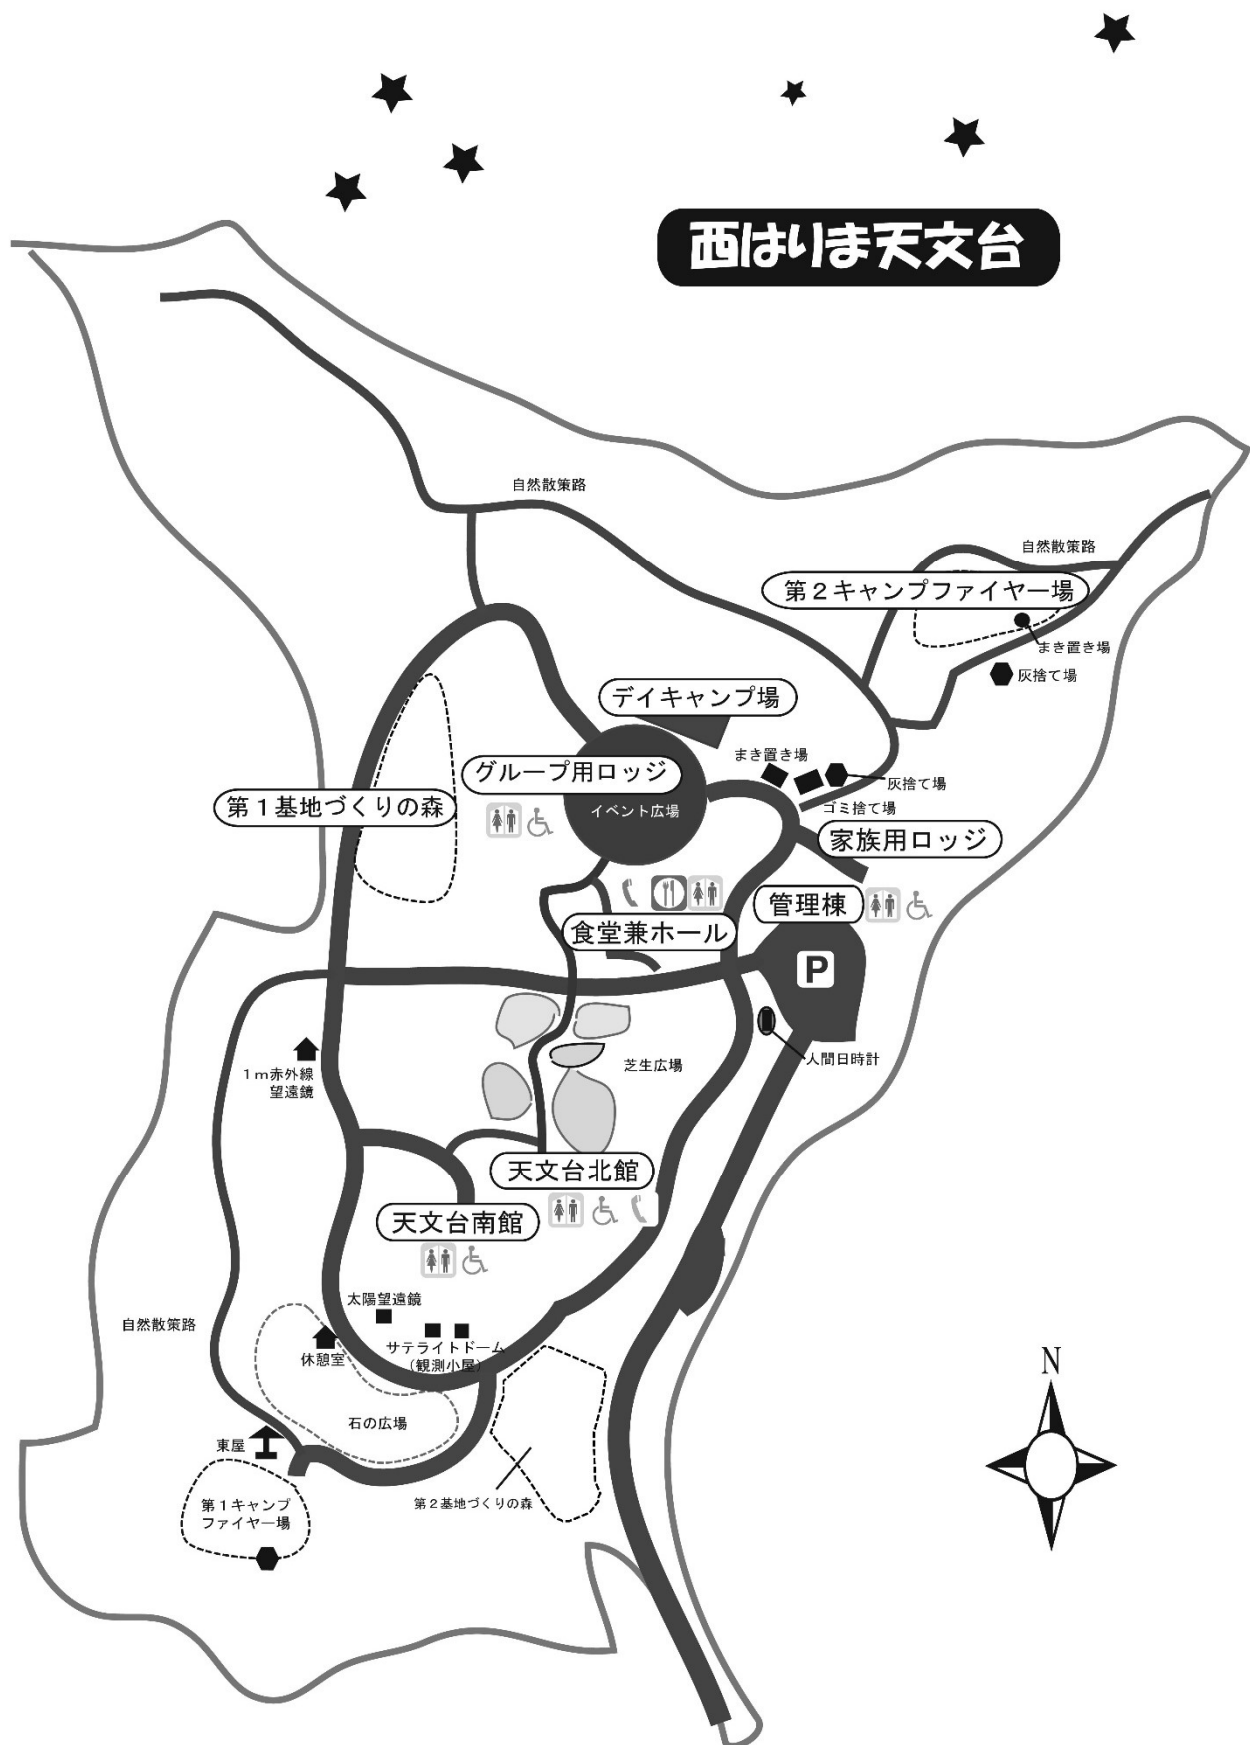 西はりま天文台
自然散策路
自然散策路
第２キャンプファイヤー場
まき置き場
灰捨て場
デイキャンプ場
まき置き場
グループ用ロッジ
灰捨て場
第１基地づくりの森
イベント広場
ゴミ捨て場
家族用ロッジ
管理棟
食堂兼ホール
P
人間日時計
芝生広場
１ｍ赤外線
望遠鏡
天文台北館
天文台南館
太陽望遠鏡
自然散策路
サテライトドーム
（観測小屋）
休憩室
N
石の広場
東屋
第２基地づくりの森
第１キャンプ
ファイヤー場